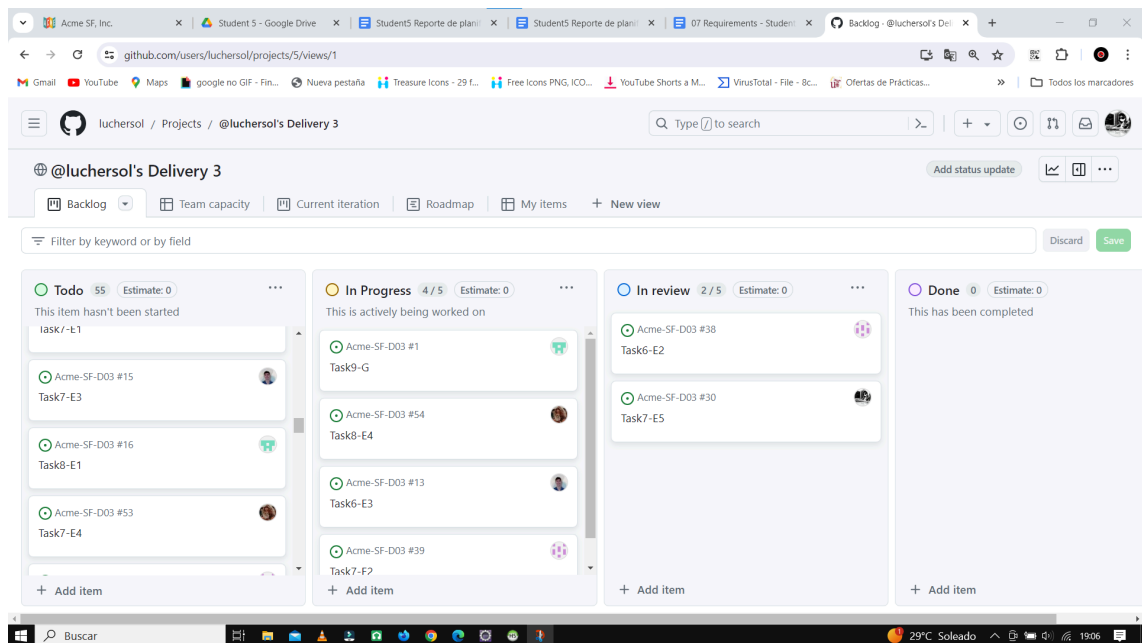 Acme SF, Inc.
Student 5 - Google Drive
Student5 Reporte de planif
Student5 Reporte de planif
07 Requirements - Student
Backlog · @luchersol's Del
github.com/users/luchersol/projects/5/views/1
Gmail
YouTube
Maps
google no GIF - Fin...
Nueva pestaña
Treasure Icons - 29 f...
Free Icons PNG, ICO...
YouTube Shorts a M...
VirusTotal - File - 8c...
Ofertas de Prácticas...
»
Todos los marcadores
luchersol / Projects / @luchersol's Delivery 3
Type / to search
@luchersol's Delivery 3
Add status update
Backlog
Team capacity
Current iteration
Roadmap
My items
+ New view
Filter by keyword or by field
Discard
Save
Todo 55 Estimate: 0
This item hasn't been started
Task7-E1
Acme-SF-D03 #15
Task7-E3
Acme-SF-D03 #16
Task8-E1
Acme-SF-D03 #53
Task7-E4
+ Add item
In Progress 4 / 5 Estimate: 0
This is actively being worked on
Acme-SF-D03 #1
Task9-G
Acme-SF-D03 #54
Task8-E4
Acme-SF-D03 #13
Task6-E3
Acme-SF-D03 #39
Task7-E2
+ Add item
In review 2 / 5 Estimate: 0
Acme-SF-D03 #38
Task6-E2
Acme-SF-D03 #30
Task7-E5
+ Add item
Done 0 Estimate: 0
This has been completed
+ Add item
Buscar
29°C Soleado
19:06